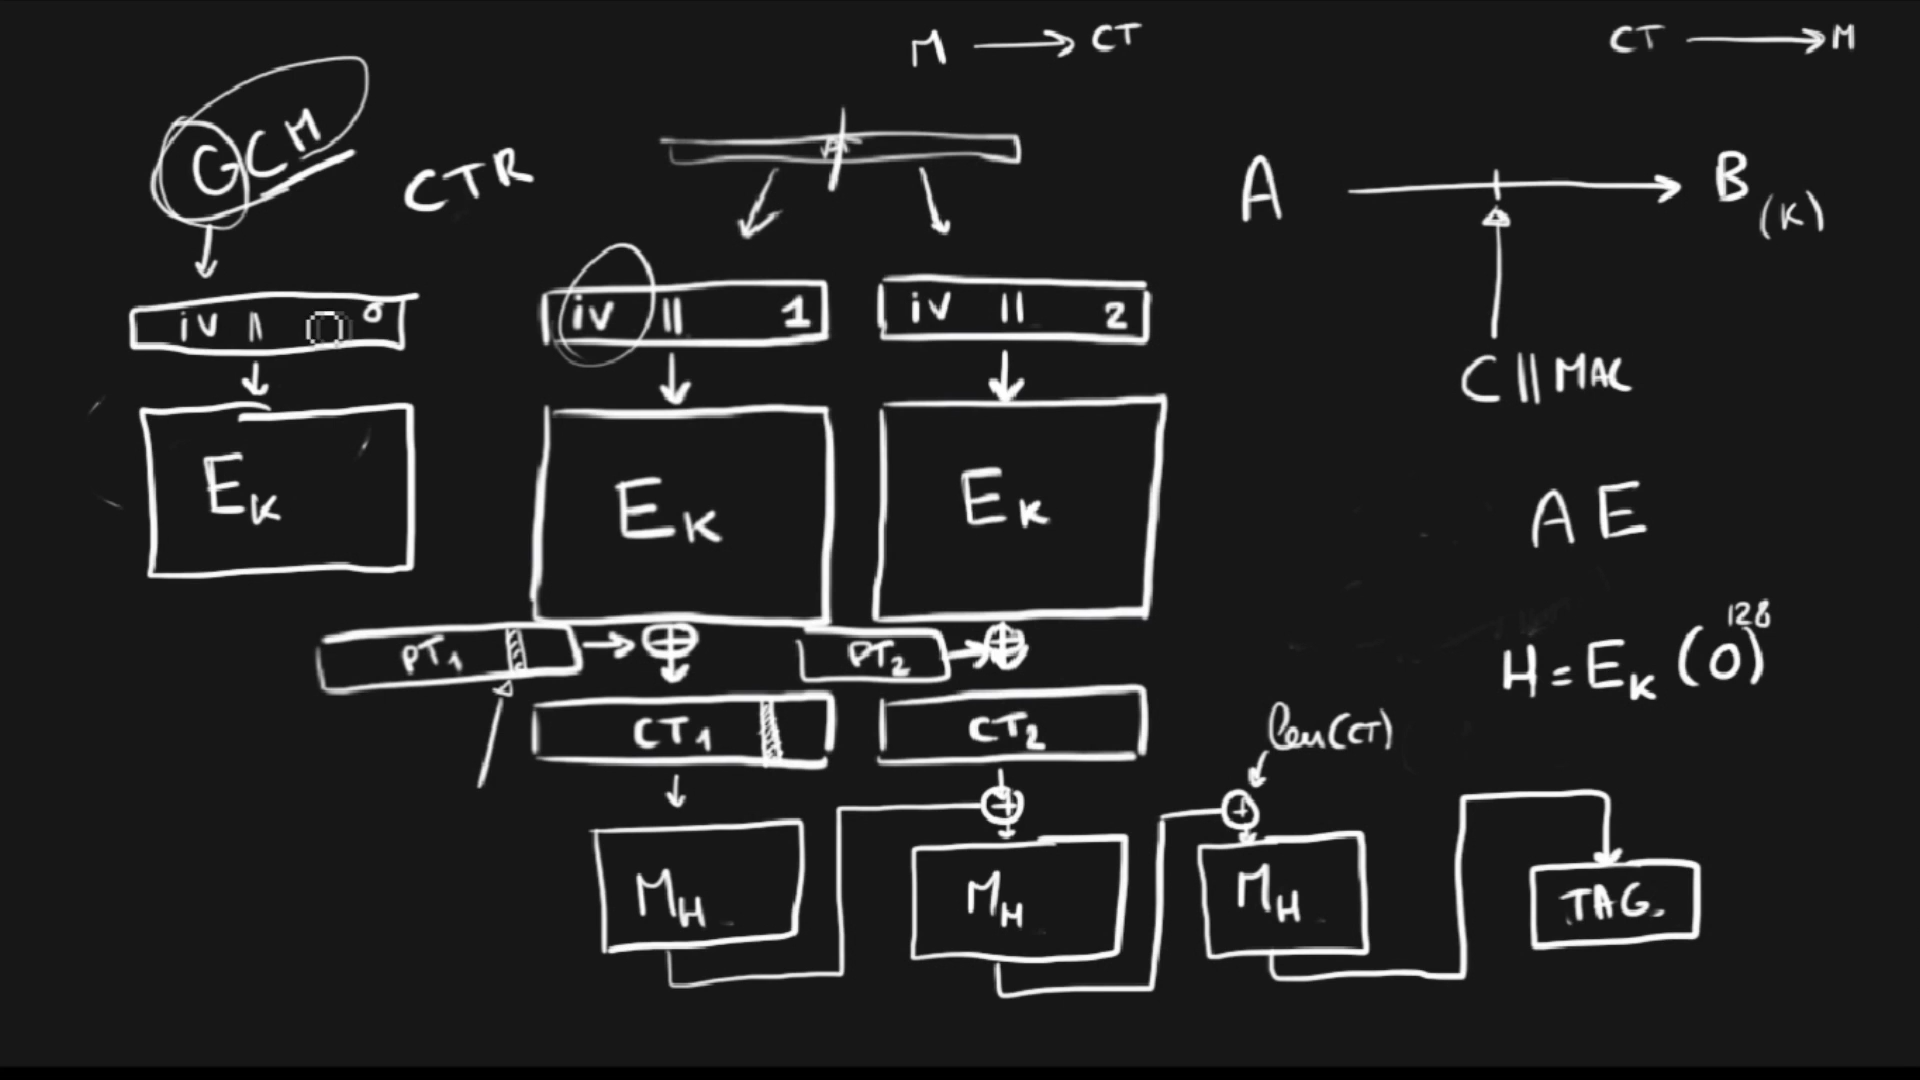 M → CT
CT → M
GCM
CTR
A → B (K)
iv || 0
iv || 1
iv || 2
C || MAC
EK
EK
EK
AE
H = EK (0)128
PT1 → ⊕
PT2 → ⊕
CT1
CT2
len(CT)
MH
MH
MH
TAG.